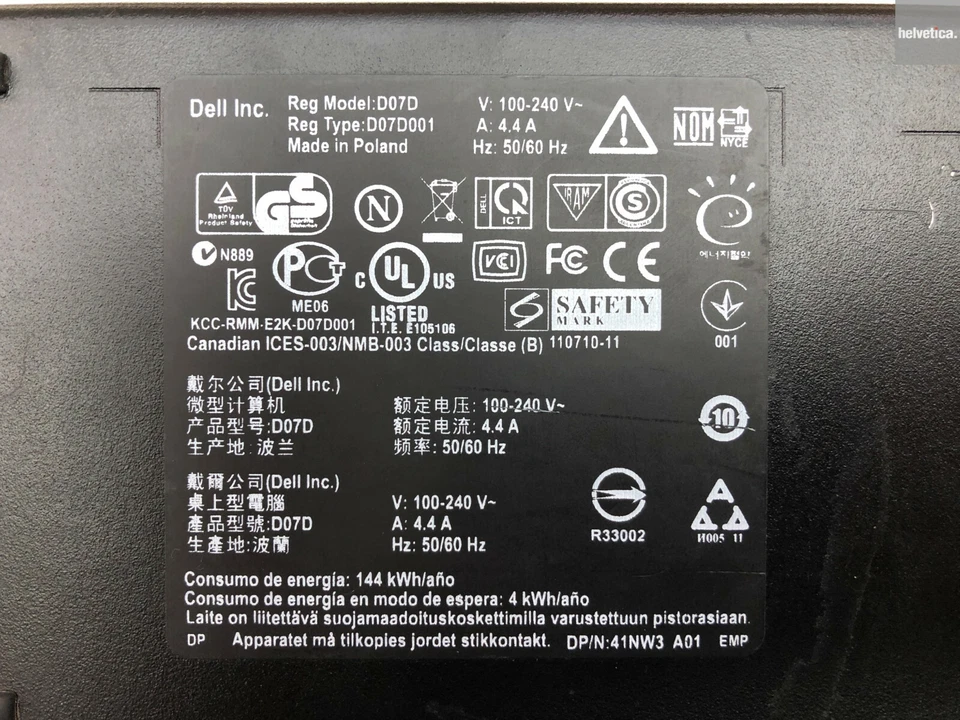 helvetica.
Dell Inc.
Reg Model:D07D
Reg Type:D07D001
Made in Poland
V: 100-240 V~
A: 4.4 A
Hz: 50/60 Hz
NOM
NYCE
TÜV
Rheinland
Product Safety
GS
geprüfte
Sicherheit
N
DELL
ICT
IRAM
S
ARGENTINA
에너지절약
N889
PCT
ME06
C UL US
LISTED
I.T.E. E105106
VCI
FC CE
SAFETY
MARK
KCC-RMM-E2K-D07D001
Canadian ICES-003/NMB-003 Class/Classe (B) 110710-11
001
戴尔公司(Dell Inc.)
微型计算机
产品型号:D07D
生产地: 波兰
额定电压: 100-240 V~
额定电流: 4.4 A
频率: 50/60 Hz
10
戴爾公司(Dell Inc.)
桌上型電腦
產品型號:D07D
生產地:波蘭
V: 100-240 V~
A: 4.4 A
Hz: 50/60 Hz
R33002
И005 11
Consumo de energía: 144 kWh/año
Consumo de energía en modo de espera: 4 kWh/año
Laite on liitettävä suojamaadoituskoskettimilla varustettuun pistorasiaan.
DP Apparatet må tilkopies jordet stikkontakt. DP/N:41NW3 A01 EMP